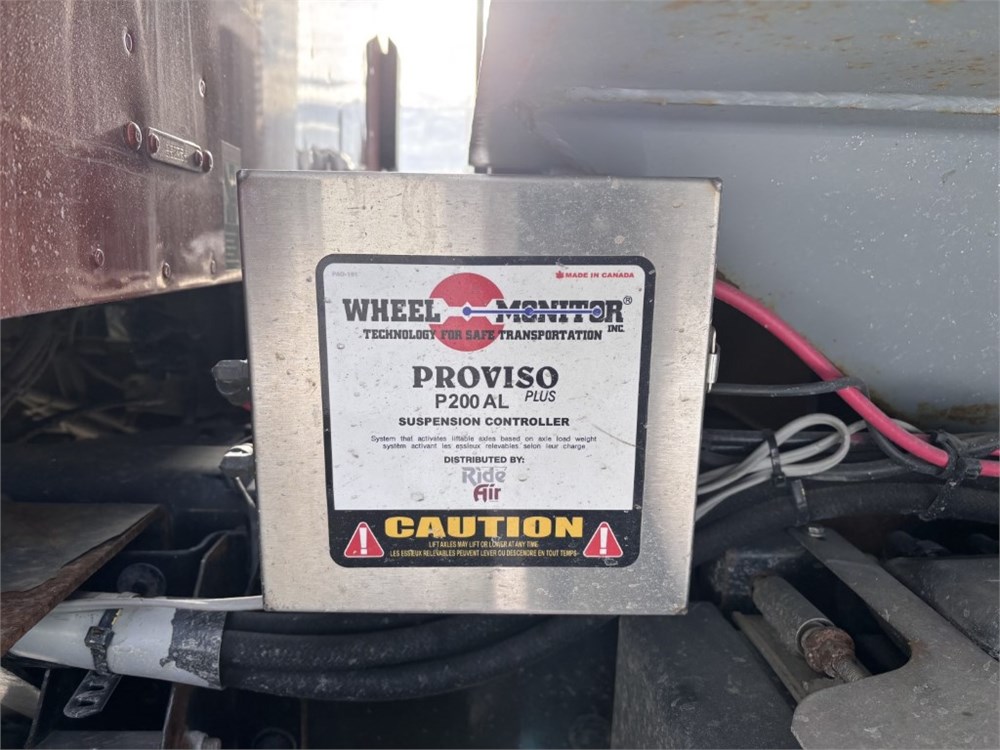 MADE IN CANADA
WHEEL MONITOR®
INC.
TECHNOLOGY FOR SAFE TRANSPORTATION
PROVISO
PLUS
P200 AL
SUSPENSION CONTROLLER
System that activates liftable axles based on axle load weight
système activant les essieux relevables selon leur charge.
DISTRIBUTED BY:
Ride
Air
CAUTION
LIFT AXLES MAY LIFT OR LOWER AT ANY TIME
LES ESSIEUX RELEVABLES PEUVENT LEVER OU DESCENDRE EN TOUT TEMPS